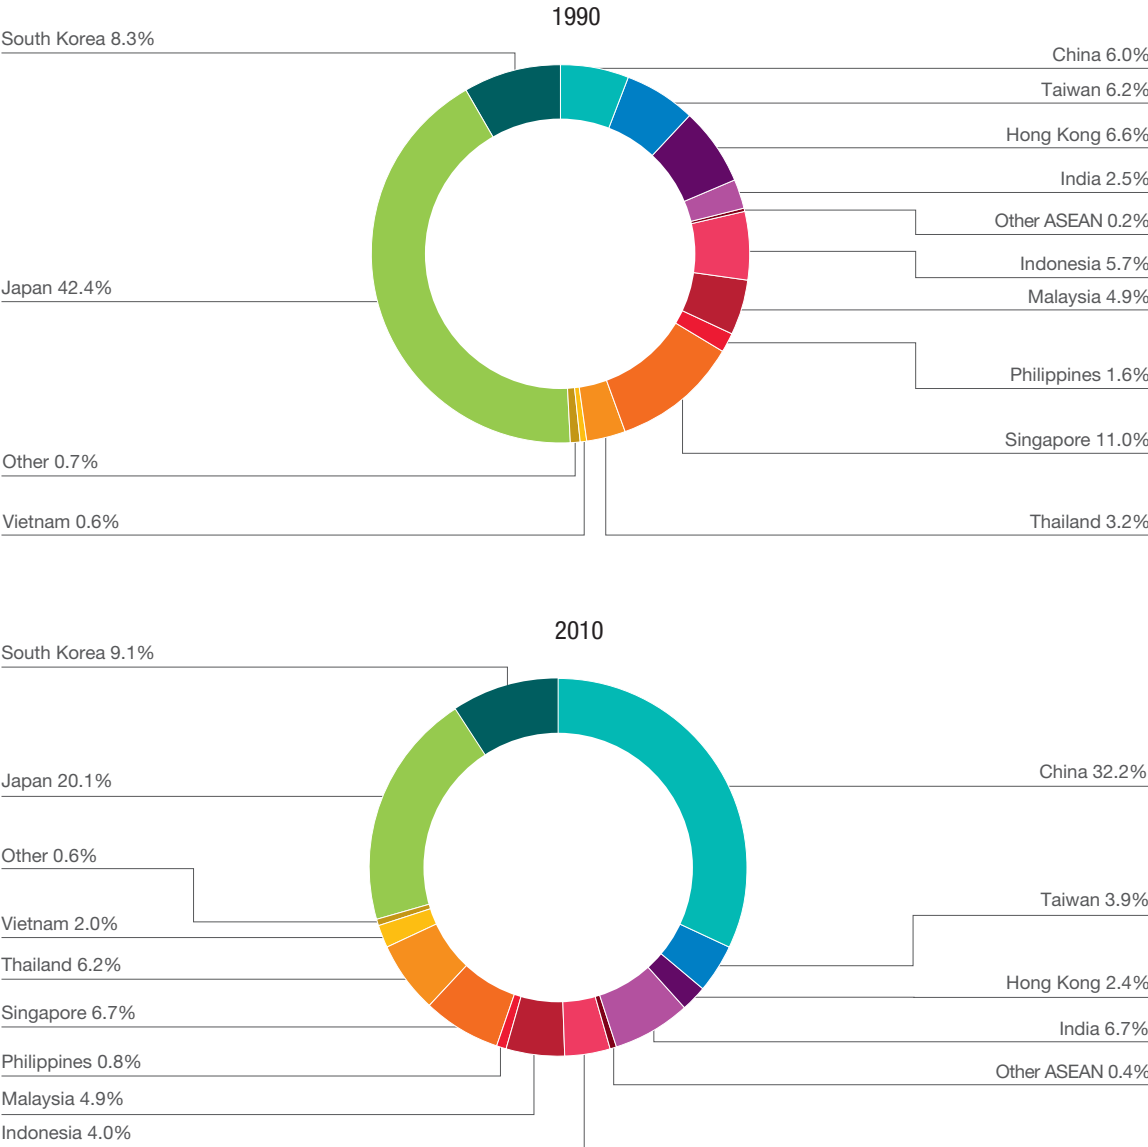 1990
South Korea 8.3%
China 6.0%
Taiwan 6.2%
Hong Kong 6.6%
India 2.5%
Other ASEAN 0.2%
Indonesia 5.7%
Japan 42.4%
Malaysia 4.9%
Philippines 1.6%
Singapore 11.0%
Other 0.7%
Vietnam 0.6%
Thailand 3.2%
2010
South Korea 9.1%
China 32.2%
Japan 20.1%
Other 0.6%
Taiwan 3.9%
Vietnam 2.0%
Thailand 6.2%
Hong Kong 2.4%
Singapore 6.7%
India 6.7%
Philippines 0.8%
Other ASEAN 0.4%
Malaysia 4.9%
Indonesia 4.0%